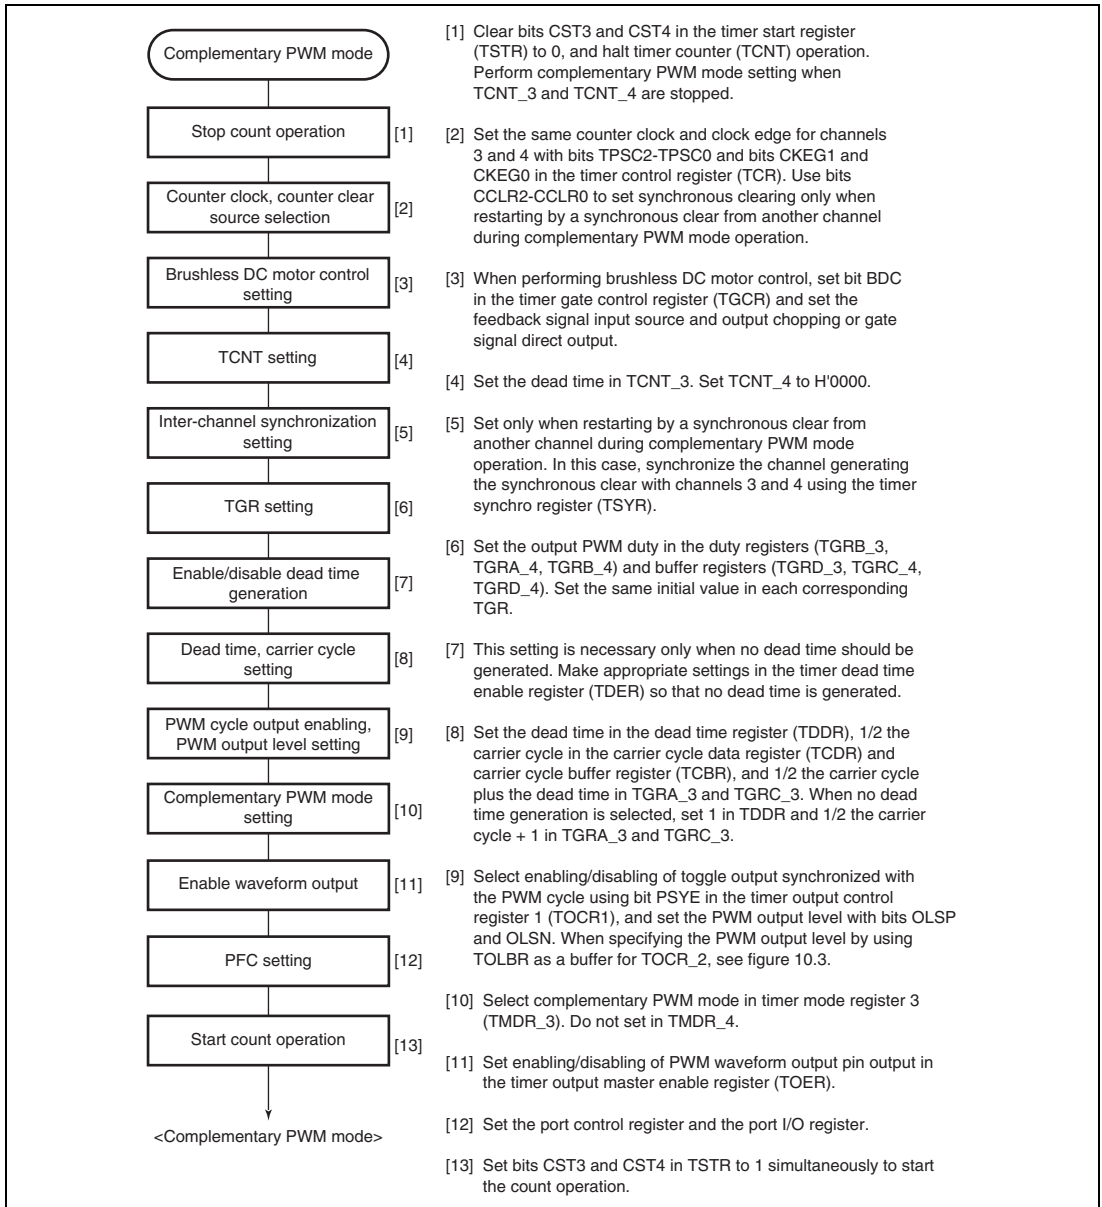 Complementary PWM mode
Stop count operation
[1]
Counter clock, counter clear
source selection
[2]
Brushless DC motor control
setting
[3]
TCNT setting
[4]
Inter-channel synchronization
setting
[5]
TGR setting
[6]
Enable/disable dead time
generation
[7]
Dead time, carrier cycle
setting
[8]
PWM cycle output enabling,
PWM output level setting
[9]
Complementary PWM mode
setting
[10]
Enable waveform output
[11]
PFC setting
[12]
Start count operation
[13]
<Complementary PWM mode>
[1] Clear bits CST3 and CST4 in the timer start register
(TSTR) to 0, and halt timer counter (TCNT) operation.
Perform complementary PWM mode setting when
TCNT_3 and TCNT_4 are stopped.
[2] Set the same counter clock and clock edge for channels
3 and 4 with bits TPSC2-TPSC0 and bits CKEG1 and
CKEG0 in the timer control register (TCR). Use bits
CCLR2-CCLR0 to set synchronous clearing only when
restarting by a synchronous clear from another channel
during complementary PWM mode operation.
[3] When performing brushless DC motor control, set bit BDC
in the timer gate control register (TGCR) and set the
feedback signal input source and output chopping or gate
signal direct output.
[4] Set the dead time in TCNT_3. Set TCNT_4 to H'0000.
[5] Set only when restarting by a synchronous clear from
another channel during complementary PWM mode
operation. In this case, synchronize the channel generating
the synchronous clear with channels 3 and 4 using the timer
synchro register (TSYR).
[6] Set the output PWM duty in the duty registers (TGRB_3,
TGRA_4, TGRB_4) and buffer registers (TGRD_3, TGRC_4,
TGRD_4). Set the same initial value in each corresponding
TGR.
[7] This setting is necessary only when no dead time should be
generated. Make appropriate settings in the timer dead time
enable register (TDER) so that no dead time is generated.
[8] Set the dead time in the dead time register (TDDR), 1/2 the
carrier cycle in the carrier cycle data register (TCDR) and
carrier cycle buffer register (TCBR), and 1/2 the carrier cycle
plus the dead time in TGRA_3 and TGRC_3. When no dead
time generation is selected, set 1 in TDDR and 1/2 the carrier
cycle + 1 in TGRA_3 and TGRC_3.
[9] Select enabling/disabling of toggle output synchronized with
the PWM cycle using bit PSYE in the timer output control
register 1 (TOCR1), and set the PWM output level with bits OLSP
and OLSN. When specifying the PWM output level by using
TOLBR as a buffer for TOCR_2, see figure 10.3.
[10] Select complementary PWM mode in timer mode register 3
(TMDR_3). Do not set in TMDR_4.
[11] Set enabling/disabling of PWM waveform output pin output in
the timer output master enable register (TOER).
[12] Set the port control register and the port I/O register.
[13] Set bits CST3 and CST4 in TSTR to 1 simultaneously to start
the count operation.